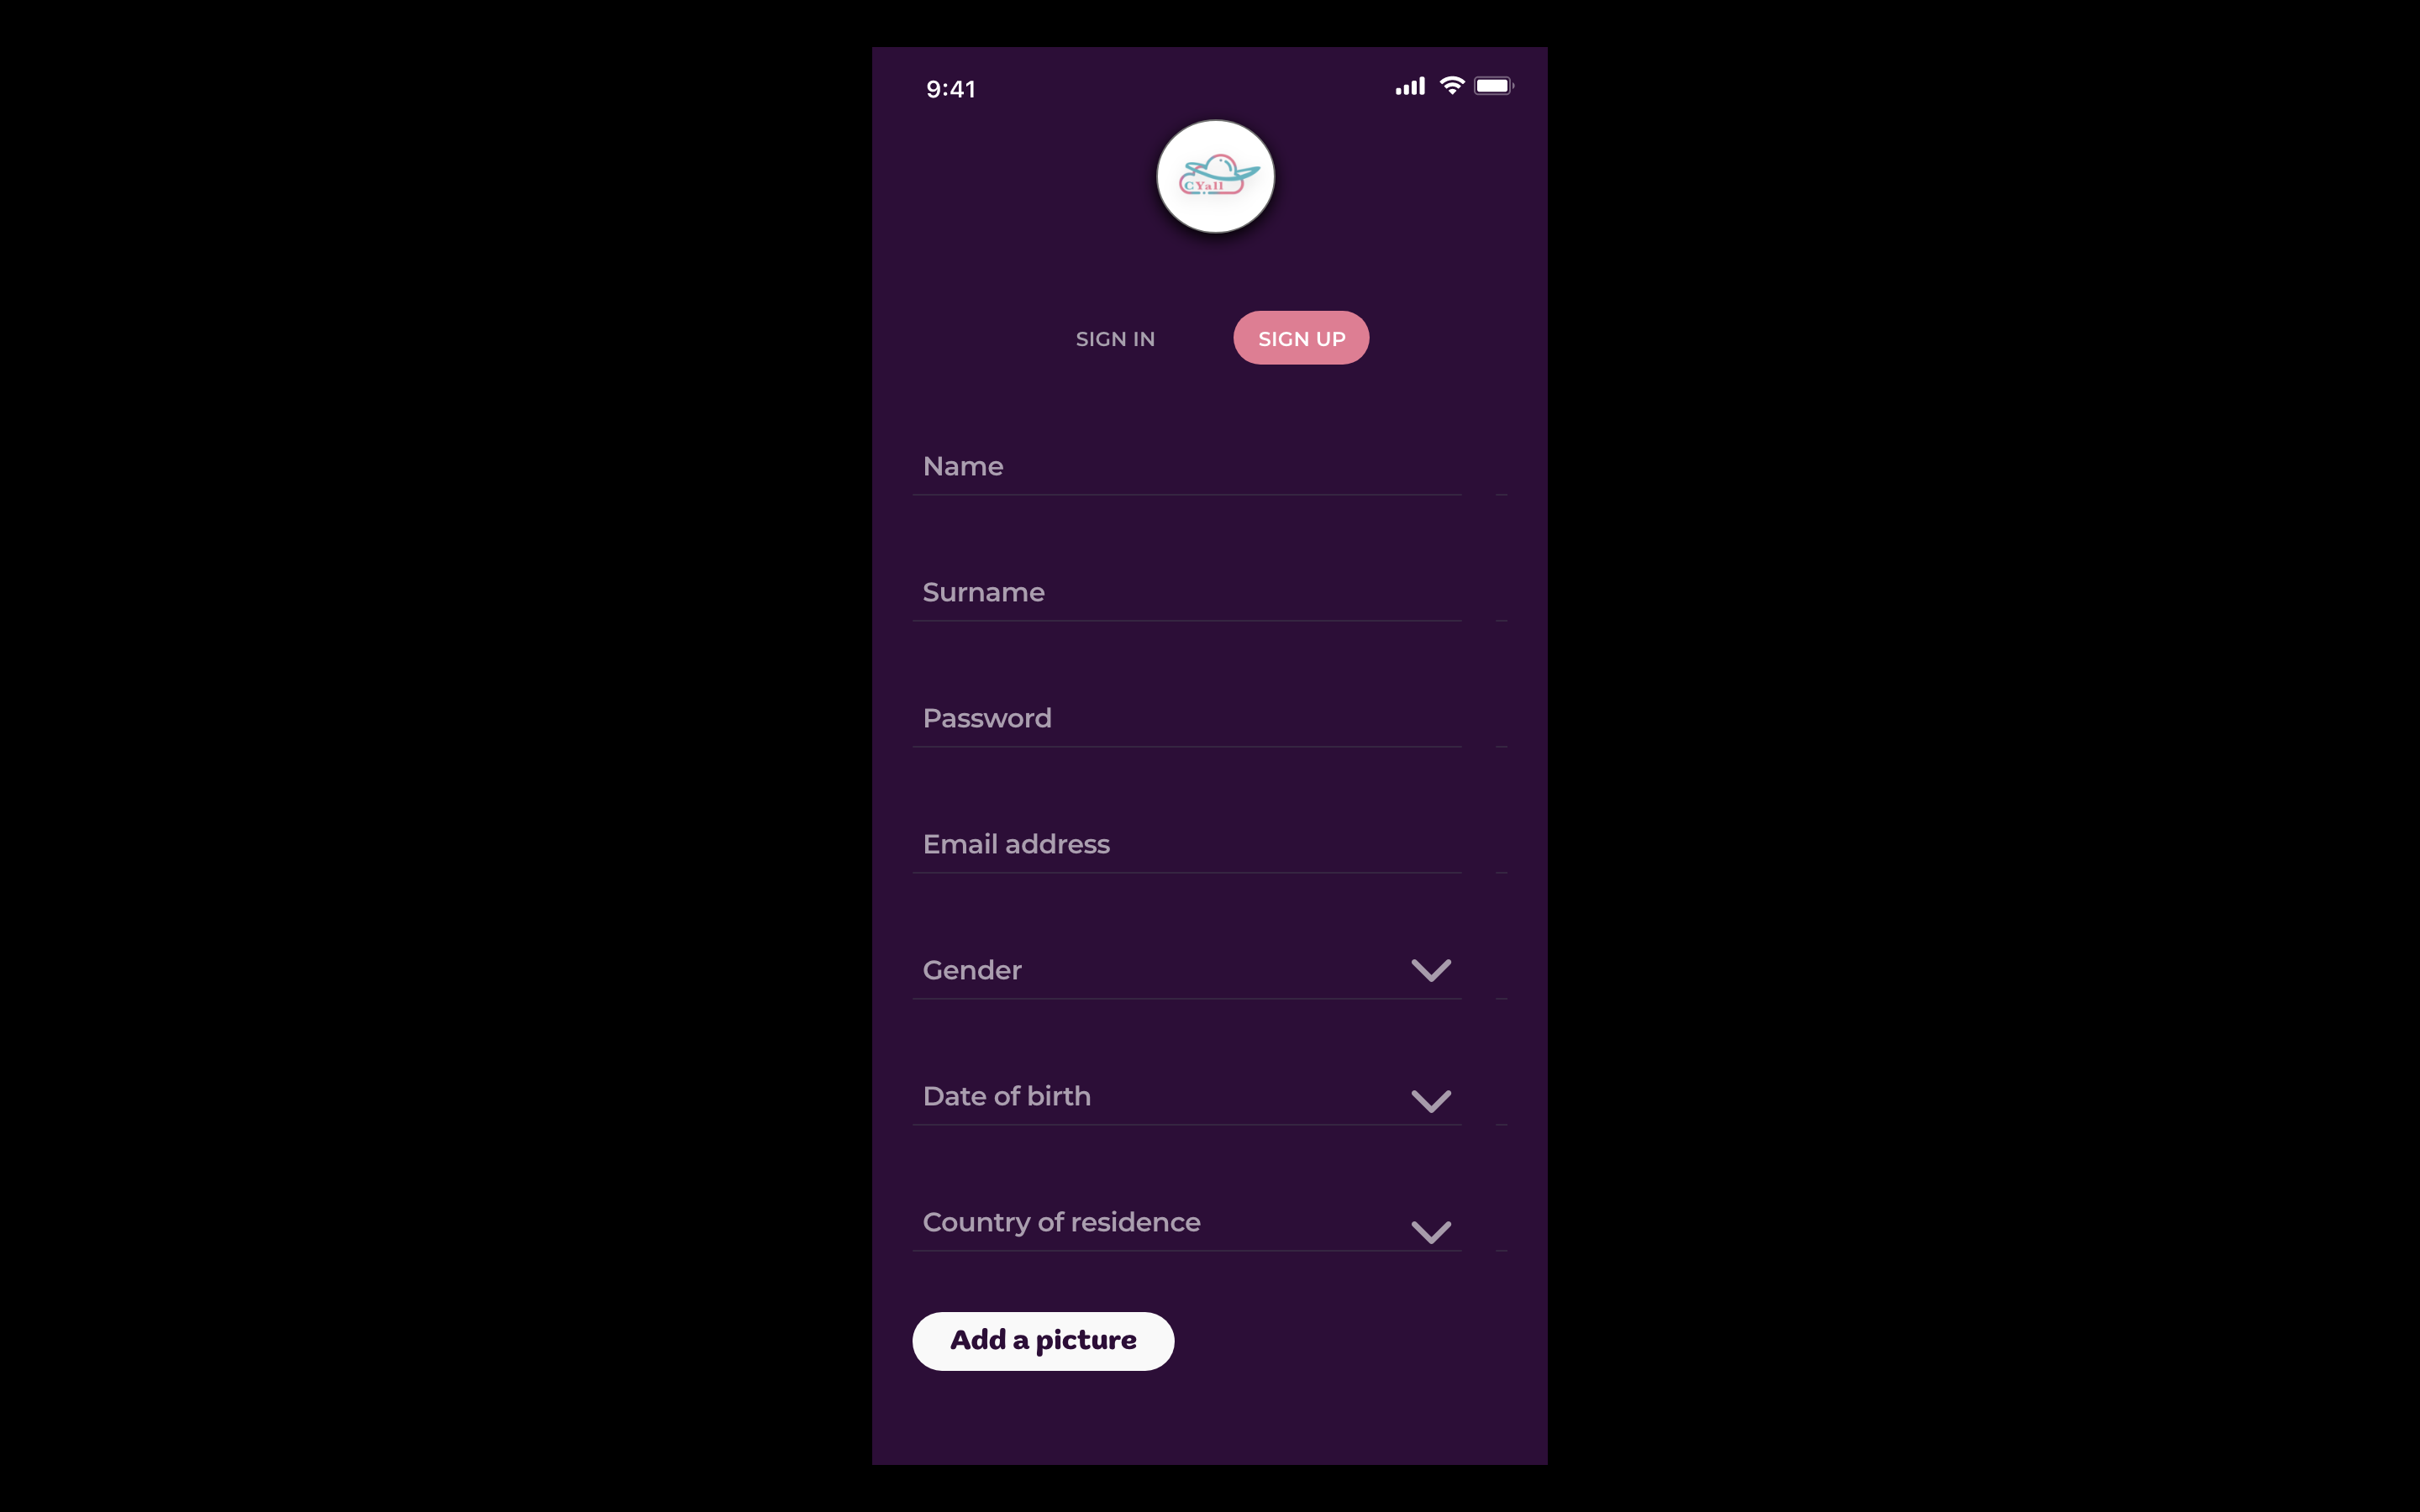 9:41
CYall
SIGN IN SIGN UP
Name
Surname
Password
Email address
Gender
Date of birth
Country of residence
Add a picture